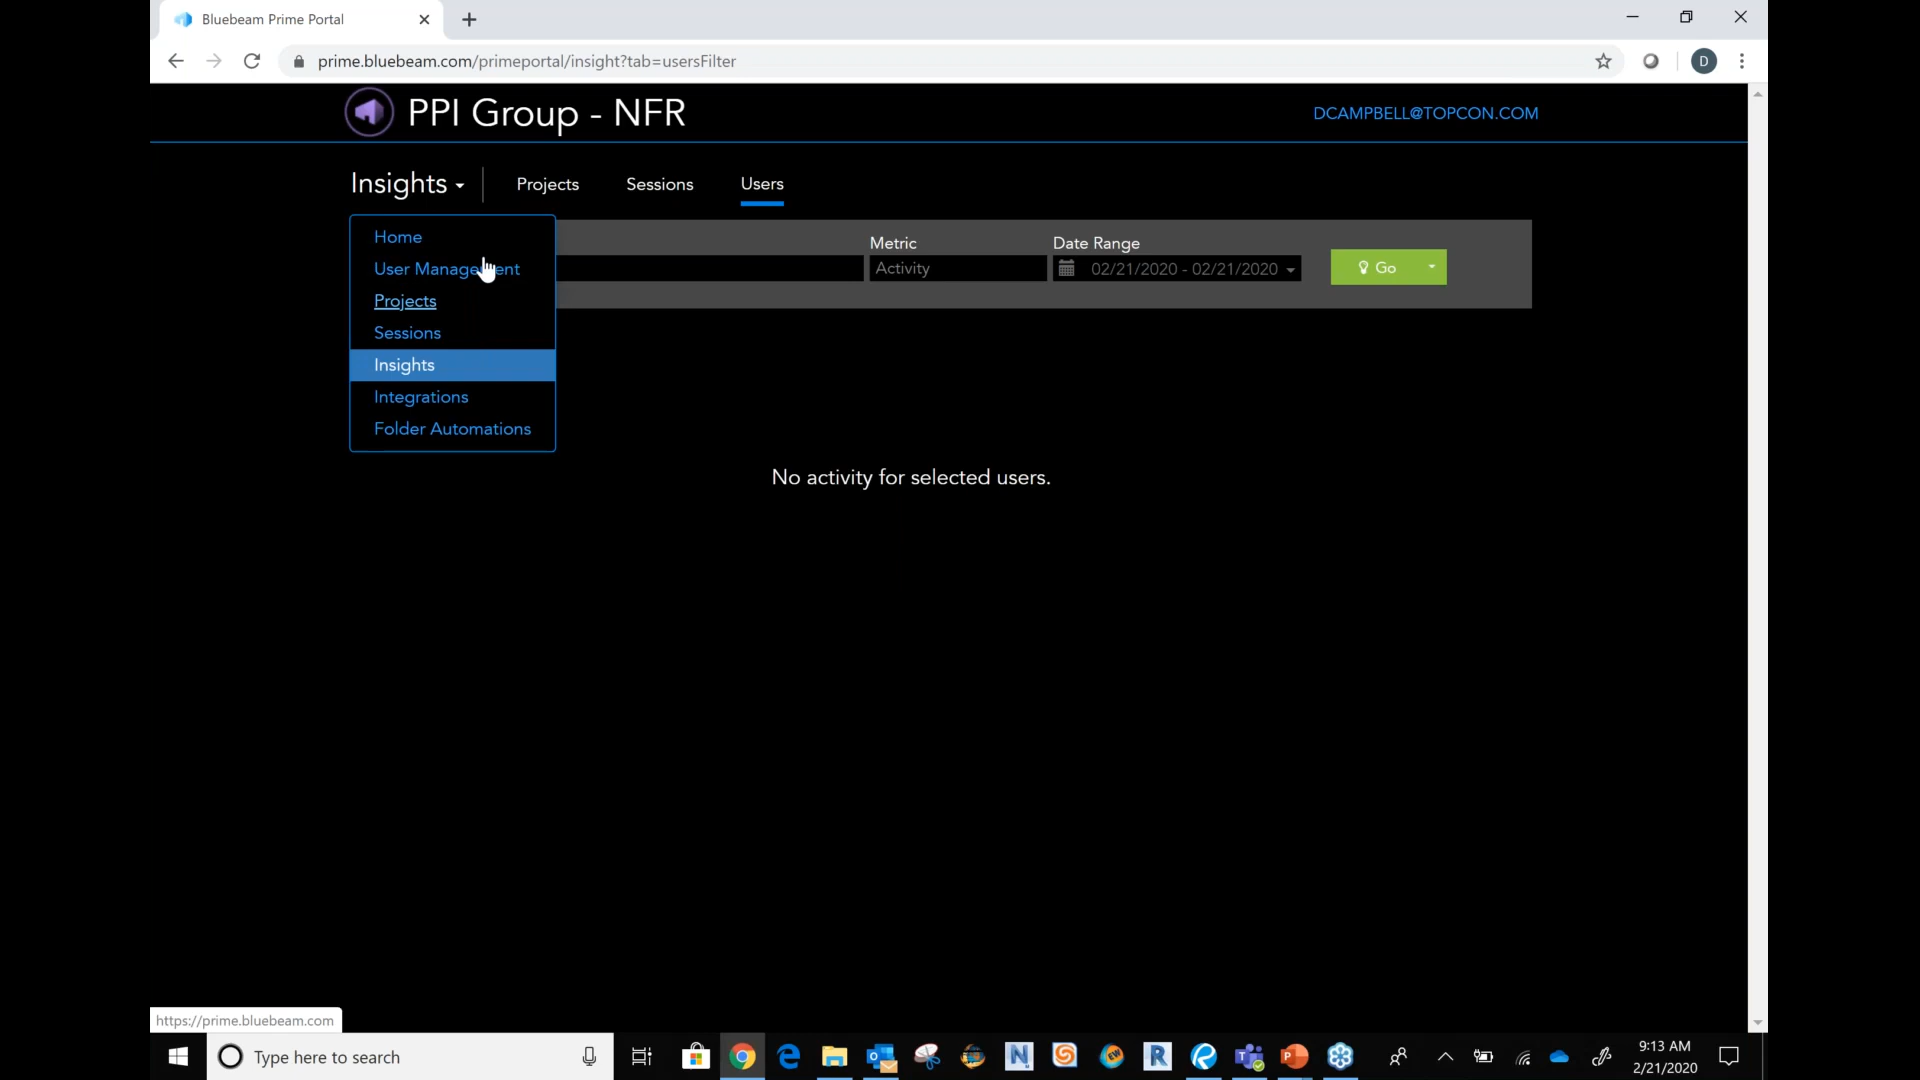 Bluebeam Prime Portal
prime.bluebeam.com/primeportal/insight?tab=usersFilter
D
PPI Group - NFR
DCAMPBELL@TOPCON.COM
Insights
Projects
Sessions
Users
Home
User Management
Projects
Sessions
Insights
Integrations
Folder Automations
Metric
Activity
Date Range
02/21/2020 - 02/21/2020
Go
No activity for selected users.
https://prime.bluebeam.com
Type here to search
9:13 AM
2/21/2020